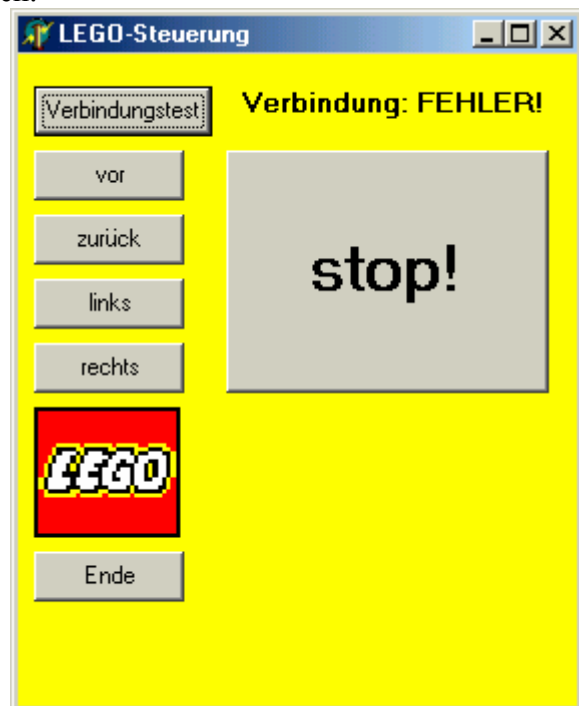 LEGO-Steuerung
Verbindungstest
Verbindung: FEHLER!
vor
zurück
links
rechts
stop!
LEGO
Ende